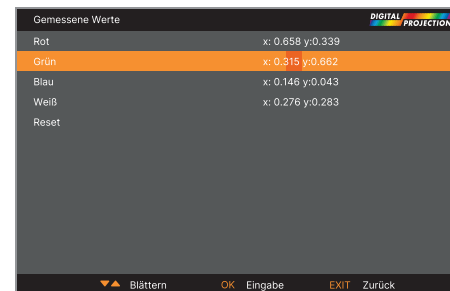 Gemessene Werte DIGITAL PROJECTION
Rot x: 0.658 y:0.339
Grün x: 0.315 y:0.662
Blau x: 0.146 y:0.043
Weiß x: 0.276 y:0.283
Reset
Blättern OK Eingabe EXIT Zurück